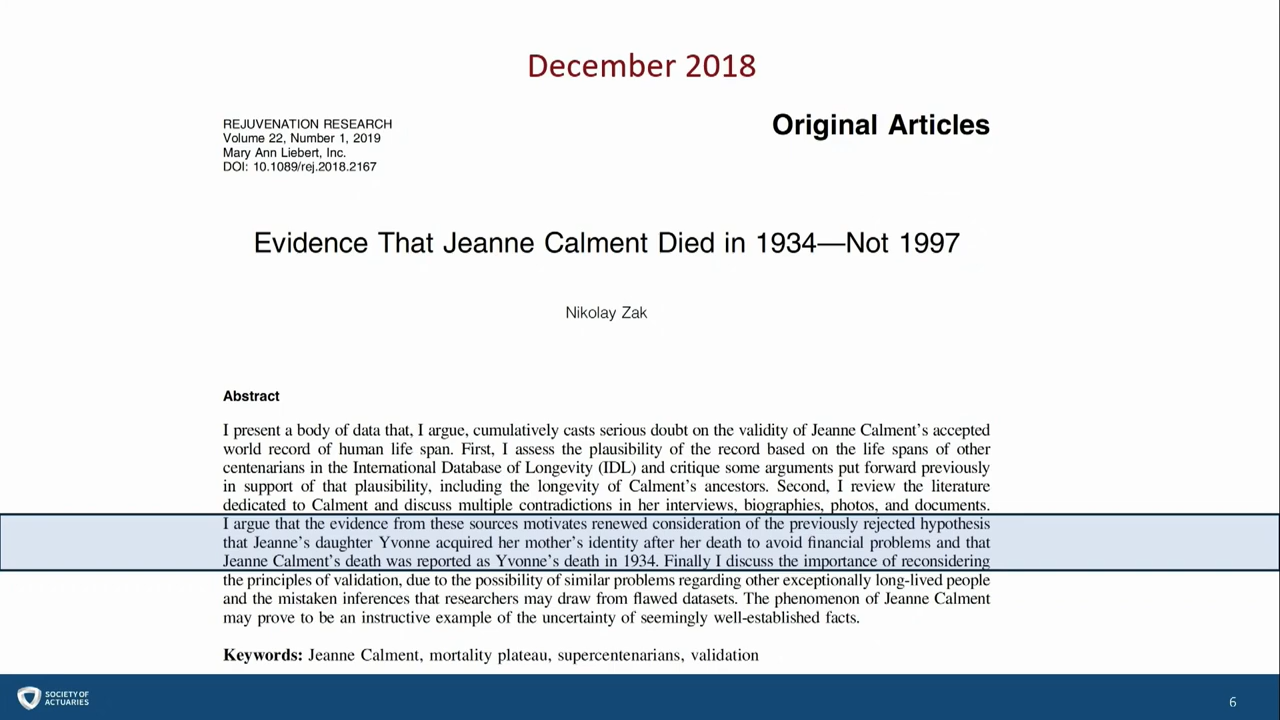 December 2018
REJUVENATION RESEARCH
Volume 22, Number 1, 2019
Mary Ann Liebert, Inc.
DOI: 10.1089/rej.2018.2167
Original Articles
Evidence That Jeanne Calment Died in 1934—Not 1997
Nikolay Zak
Abstract
I present a body of data that, I argue, cumulatively casts serious doubt on the validity of Jeanne Calment's accepted
world record of human life span. First, I assess the plausibility of the record based on the life spans of other
centenarians in the International Database of Longevity (IDL) and critique some arguments put forward previously
in support of that plausibility, including the longevity of Calment's ancestors. Second, I review the literature
dedicated to Calment and discuss multiple contradictions in her interviews, biographies, photos, and documents.
I argue that the evidence from these sources motivates renewed consideration of the previously rejected hypothesis
that Jeanne's daughter Yvonne acquired her mother's identity after her death to avoid financial problems and that
Jeanne Calment's death was reported as Yvonne's death in 1934. Finally I discuss the importance of reconsidering
the principles of validation, due to the possibility of similar problems regarding other exceptionally long-lived people
and the mistaken inferences that researchers may draw from flawed datasets. The phenomenon of Jeanne Calment
may prove to be an instructive example of the uncertainty of seemingly well-established facts.
Keywords: Jeanne Calment, mortality plateau, supercentenarians, validation
SOCIETY OF
ACTUARIES
6